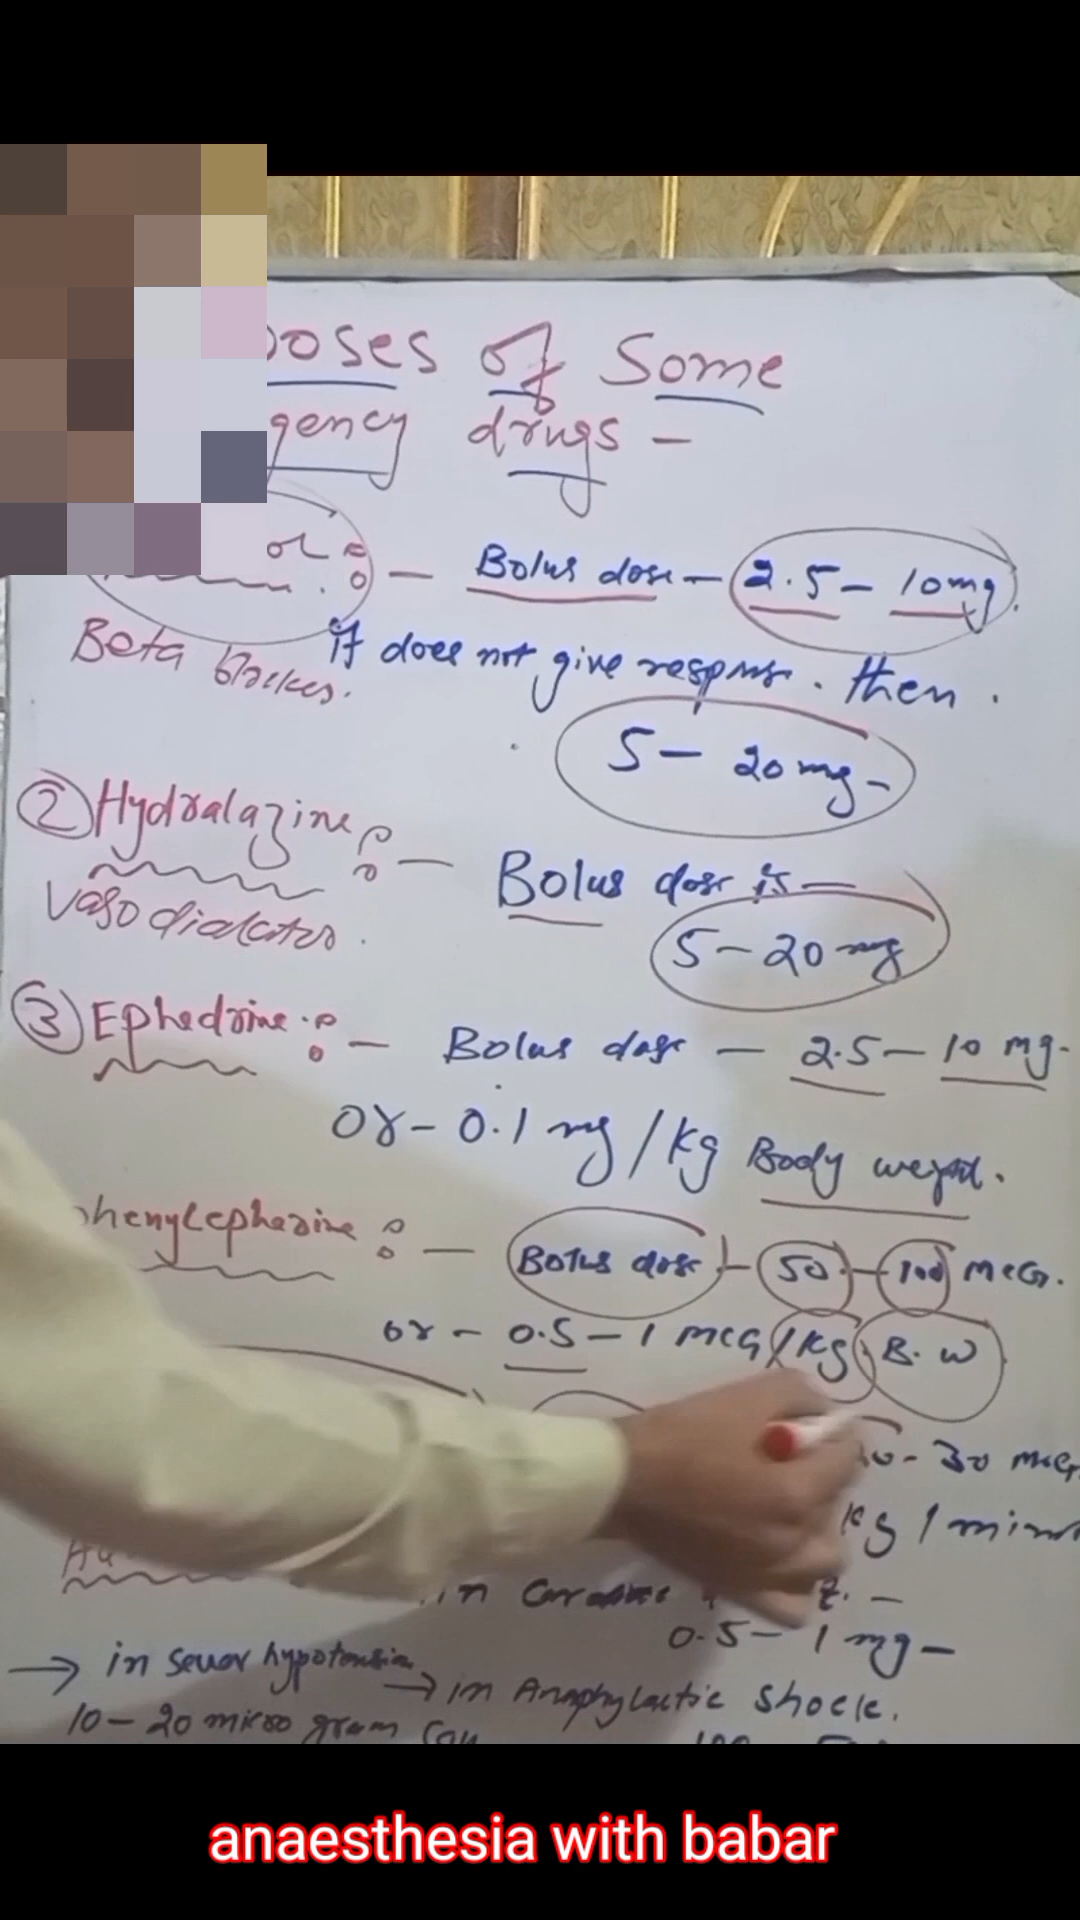 oses of Some
gency drugs -
ol : - Bolus dose - 2.5 - 10mg.
Beta blockers.
if does not give response. then.
5 - 20 mg -
② Hydralazine : - Bolus dose is -
Vasodialator.
5 - 20 mg
③ Ephedrine : - Bolus dose - 2.5 - 10 mg.
Or - 0.1 mg/kg Body weight.
henylephrine : - Bolus dose - 50 - 100 McG.
or - 0.5 - 1 mcG/kg B.W
- 30 mcG
kg / min
in
0.5 - 1 mg -
→ in sever hypotension
→ in Anaphylactic Shock.
10 - 20 micro gram
anaesthesia with babar